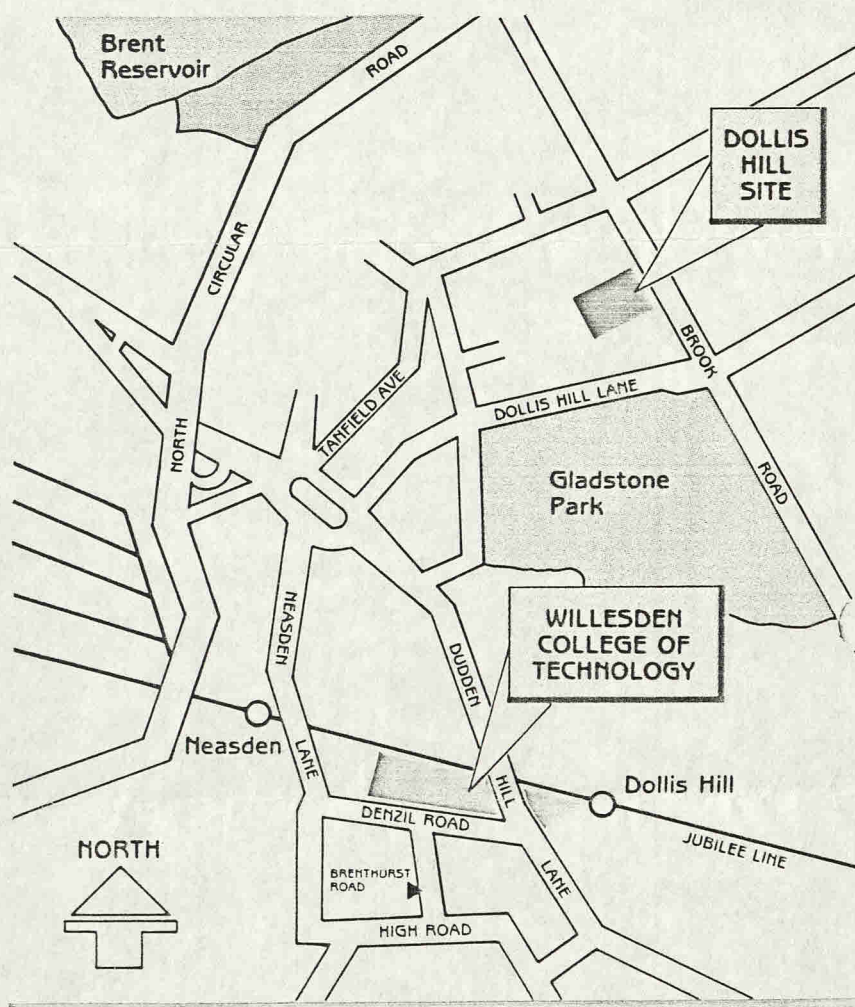 Brent
Reservoir
ROAD
DOLLIS
HILL
SITE
CIRCULAR
BROOK
TANFIELD AVE
DOLLIS HILL LANE
NORTH
Gladstone
Park
ROAD
NEASDEN
WILLESDEN
COLLEGE OF
TECHNOLOGY
DUDDEN
Neasden
LANE
HILL
Dollis Hill
DENZIL ROAD
JUBILEE LINE
NORTH
LANE
BRENTHURST
ROAD
HIGH ROAD